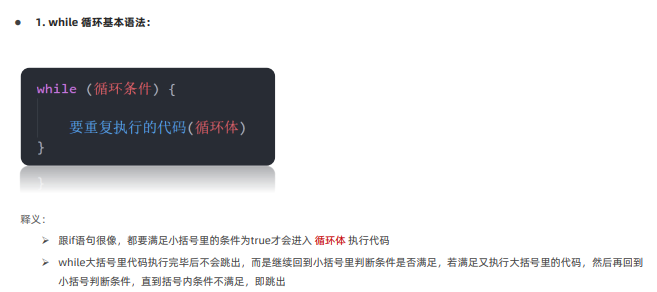 ● 1. while 循环基本语法：
while (循环条件) {
要重复执行的代码(循环体)
}
释义：
➢ 跟if语句很像，都要满足小括号里的条件为true才会进入 循环体 执行代码
➢ while大括号里代码执行完毕后不会跳出，而是继续回到小括号里判断条件是否满足，若满足又执行大括号里的代码，然后再回到
小括号判断条件，直到括号内条件不满足，即跳出